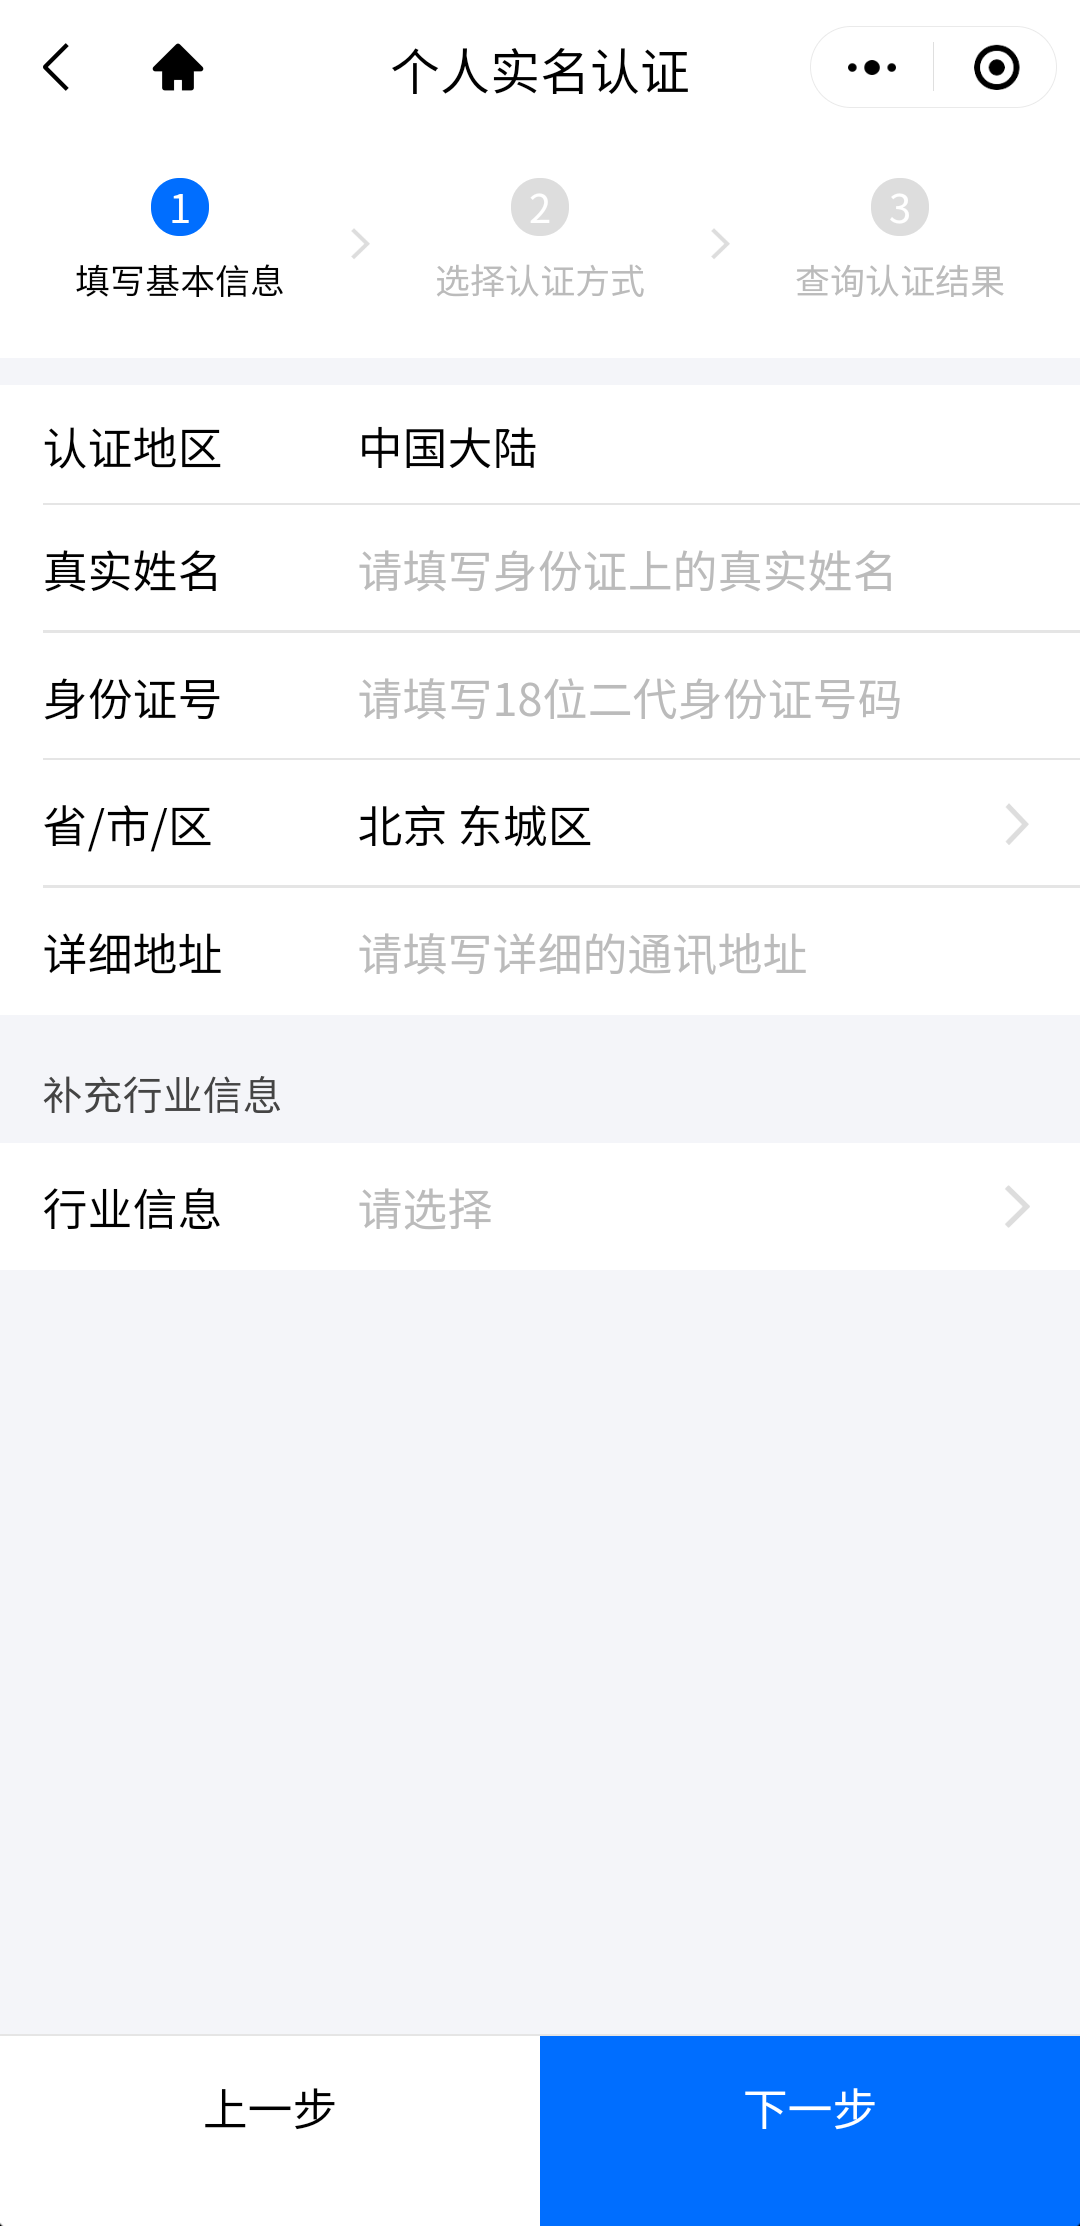 个人实名认证
1
2
3
填写基本信息
选择认证方式
查询认证结果
认证地区 中国大陆
真实姓名 请填写身份证上的真实姓名
身份证号 请填写18位二代身份证号码
省/市/区 北京 东城区
详细地址 请填写详细的通讯地址
补充行业信息
行业信息 请选择
上一步 下一步